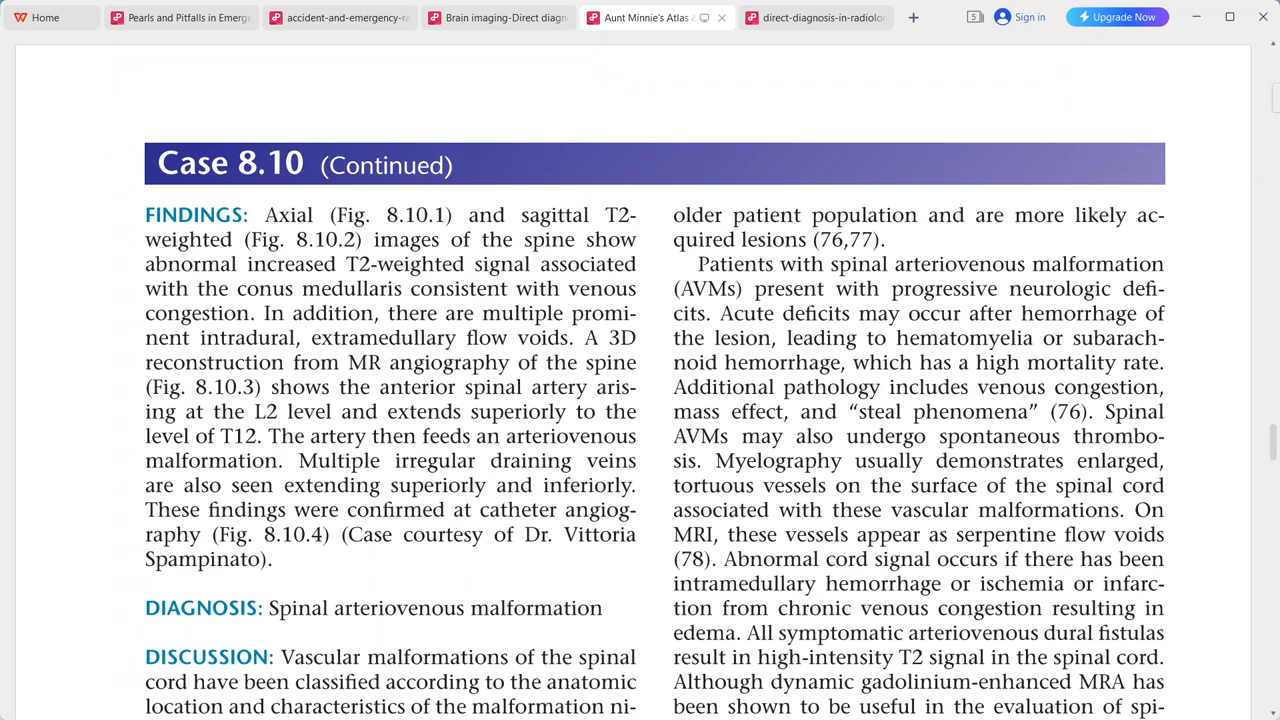 Home
Pearls and Pitfalls in Emerge
accident-and-emergency-ra
Brain imaging-Direct diagn
Aunt Minnie's Atlas &
direct-diagnosis-in-radiolo
5
Sign in
Upgrade Now
Case 8.10 (Continued)
FINDINGS: Axial (Fig. 8.10.1) and sagittal T2-
weighted (Fig. 8.10.2) images of the spine show
abnormal increased T2-weighted signal associated
with the conus medullaris consistent with venous
congestion. In addition, there are multiple promi-
nent intradural, extramedullary flow voids. A 3D
reconstruction from MR angiography of the spine
(Fig. 8.10.3) shows the anterior spinal artery aris-
ing at the L2 level and extends superiorly to the
level of T12. The artery then feeds an arteriovenous
malformation. Multiple irregular draining veins
are also seen extending superiorly and inferiorly.
These findings were confirmed at catheter angiog-
raphy (Fig. 8.10.4) (Case courtesy of Dr. Vittoria
Spampinato).
DIAGNOSIS: Spinal arteriovenous malformation
DISCUSSION: Vascular malformations of the spinal
cord have been classified according to the anatomic
location and characteristics of the malformation ni-
older patient population and are more likely ac-
quired lesions (76,77).
Patients with spinal arteriovenous malformation
(AVMs) present with progressive neurologic defi-
cits. Acute deficits may occur after hemorrhage of
the lesion, leading to hematomyelia or subarach-
noid hemorrhage, which has a high mortality rate.
Additional pathology includes venous congestion,
mass effect, and “steal phenomena” (76). Spinal
AVMs may also undergo spontaneous thrombo-
sis. Myelography usually demonstrates enlarged,
tortuous vessels on the surface of the spinal cord
associated with these vascular malformations. On
MRI, these vessels appear as serpentine flow voids
(78). Abnormal cord signal occurs if there has been
intramedullary hemorrhage or ischemia or infarc-
tion from chronic venous congestion resulting in
edema. All symptomatic arteriovenous dural fistulas
result in high-intensity T2 signal in the spinal cord.
Although dynamic gadolinium-enhanced MRA has
been shown to be useful in the evaluation of spi-